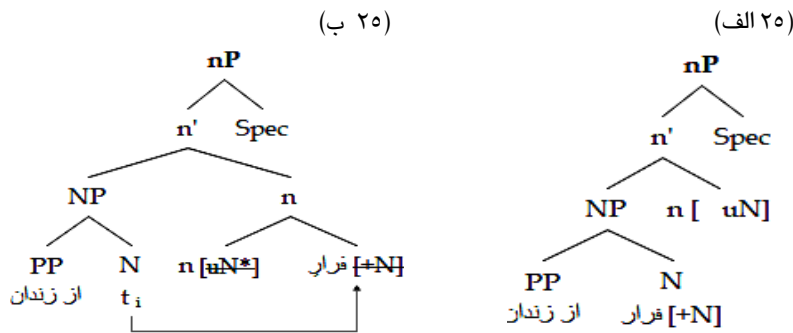 (۲۵ الف)
nP
n' Spec
NP n [ uN]
PP N
از زندان فرار [+N]
(۲۵ ب)
nP
n' Spec
NP n
PP N n [uN*] فرارِ [+N]
از زندان t i